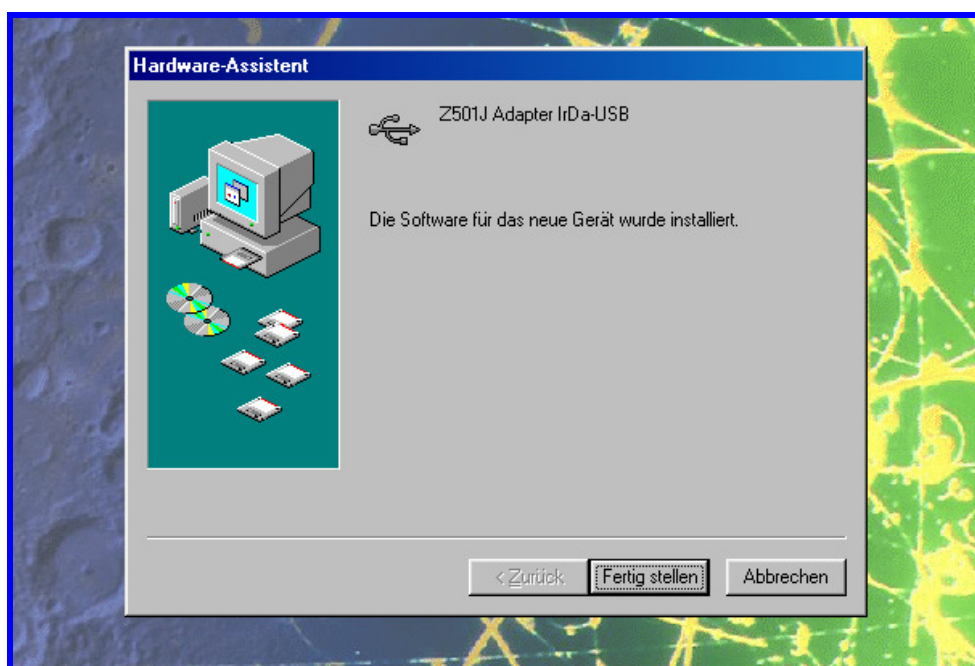 Hardware-Assistent
Z501J Adapter IrDa-USB
Die Software für das neue Gerät wurde installiert.
< Zurück
Fertig stellen
Abbrechen